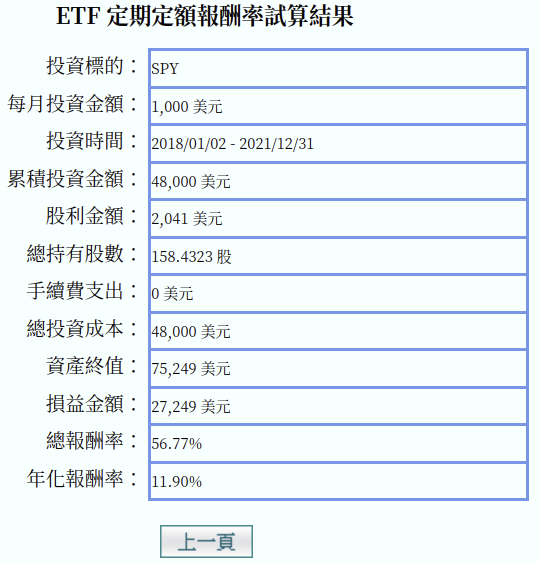 ETF 定期定額報酬率試算結果
投資標的： SPY
每月投資金額： 1,000 美元
投資時間： 2018/01/02 - 2021/12/31
累積投資金額： 48,000 美元
股利金額： 2,041 美元
總持有股數： 158.4323 股
手續費支出： 0 美元
總投資成本： 48,000 美元
資產終值： 75,249 美元
損益金額： 27,249 美元
總報酬率： 56.77%
年化報酬率： 11.90%
上一頁